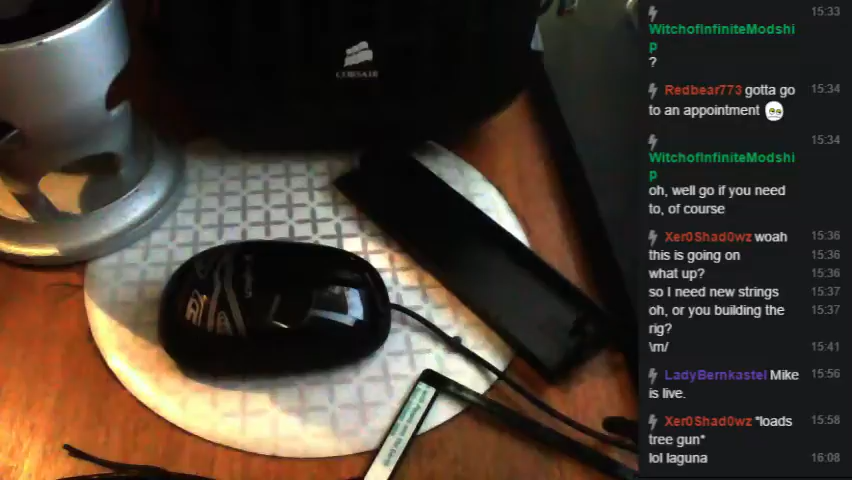 CORSAIR
15:33
WitchofInfiniteModshi
p
?
Redbear773 gotta go 15:34
to an appointment
15:34
WitchofInfiniteModshi
p
oh, well go if you need
to, of course
Xer0Shad0wz woah 15:36
this is going on 15:36
what up? 15:36
so I need new strings 15:37
oh, or you building the 15:37
rig?
\m/ 15:41
LadyBernkastel Mike 15:56
is live.
Xer0Shad0wz *loads 15:58
tree gun*
lol laguna 16:08